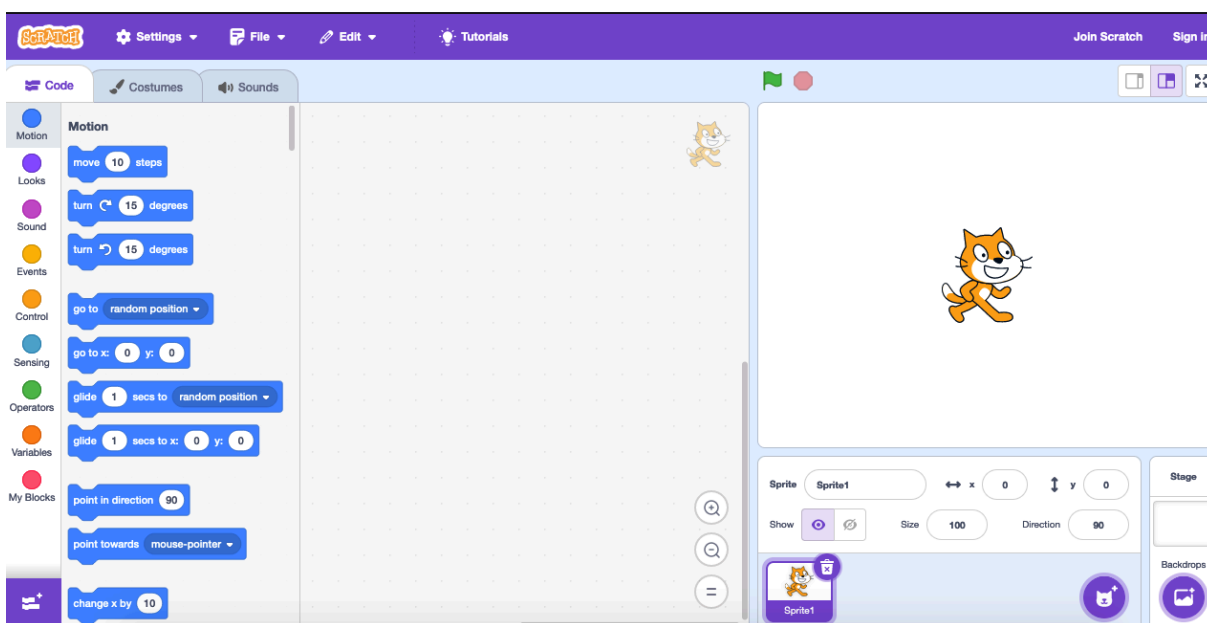 SCRATCH Settings File Edit Tutorials Join Scratch Sign in
Code Costumes Sounds
Motion
Looks
Sound
Events
Control
Sensing
Operators
Variables
My Blocks
Motion
move 10 steps
turn 15 degrees
turn 15 degrees
go to random position
go to x: 0 y: 0
glide 1 secs to random position
glide 1 secs to x: 0 y: 0
point in direction 90
point towards mouse-pointer
change x by 10
Sprite Sprite1 x 0 y 0
Show Size 100 Direction 90
Sprite1
Stage
Backdrops